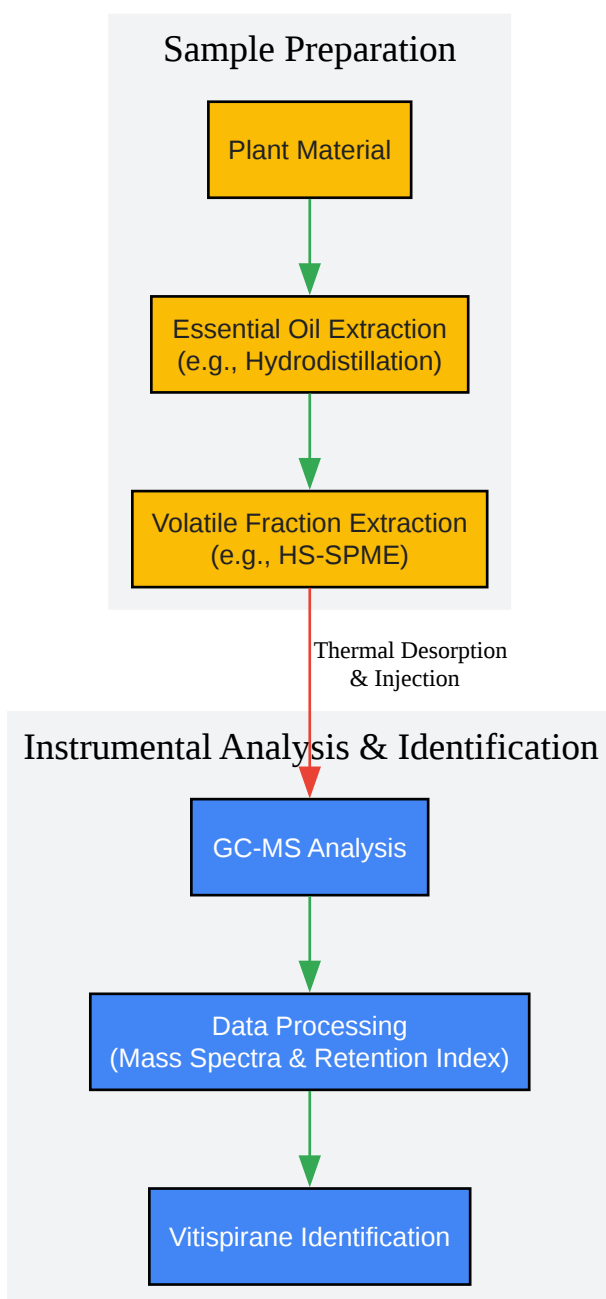 Sample Preparation
Plant Material
Essential Oil Extraction
(e.g., Hydrodistillation)
Volatile Fraction Extraction
(e.g., HS-SPME)
Thermal Desorption
& Injection
Instrumental Analysis & Identification
GC-MS Analysis
Data Processing
(Mass Spectra & Retention Index)
Vitispirane Identification